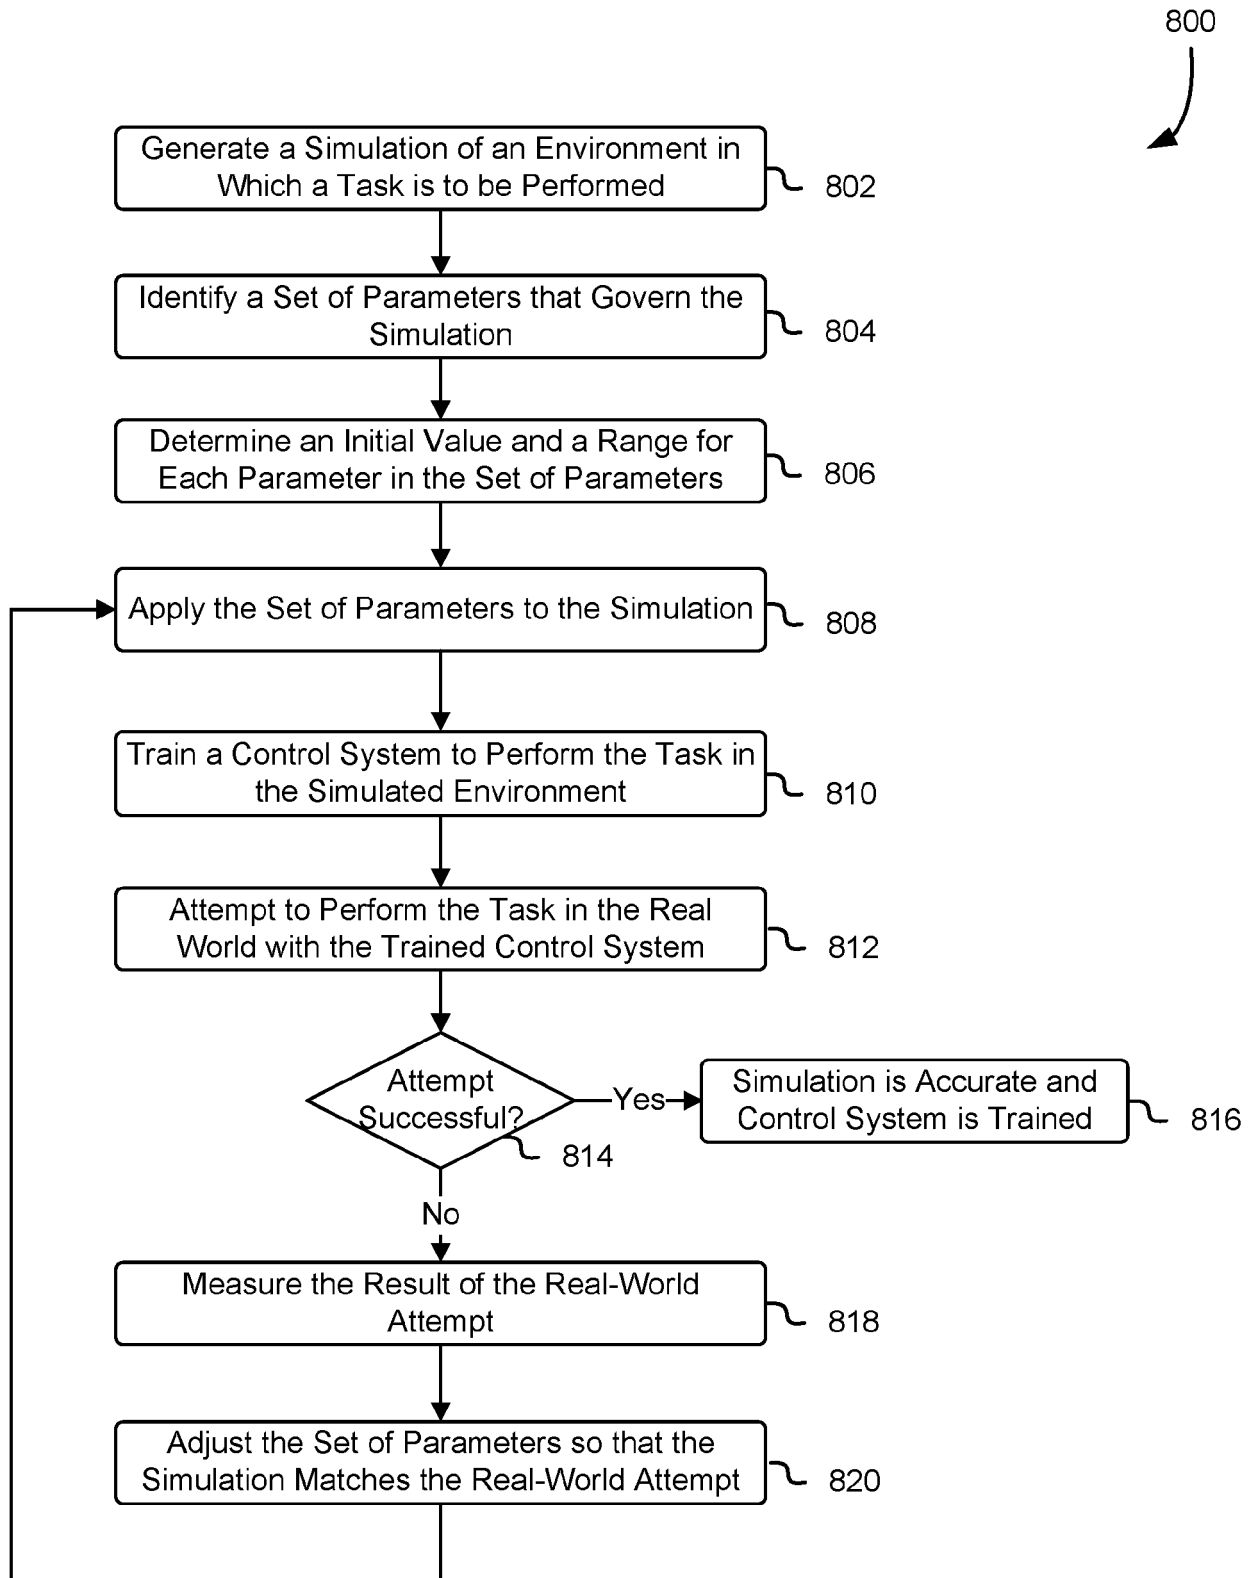 800
Generate a Simulation of an Environment in
Which a Task is to be Performed
802
Identify a Set of Parameters that Govern the
Simulation
804
Determine an Initial Value and a Range for
Each Parameter in the Set of Parameters
806
Apply the Set of Parameters to the Simulation
808
Train a Control System to Perform the Task in
the Simulated Environment
810
Attempt to Perform the Task in the Real
World with the Trained Control System
812
Attempt
Successful?
814
Yes
Simulation is Accurate and
Control System is Trained
816
No
Measure the Result of the Real-World
Attempt
818
Adjust the Set of Parameters so that the
Simulation Matches the Real-World Attempt
820